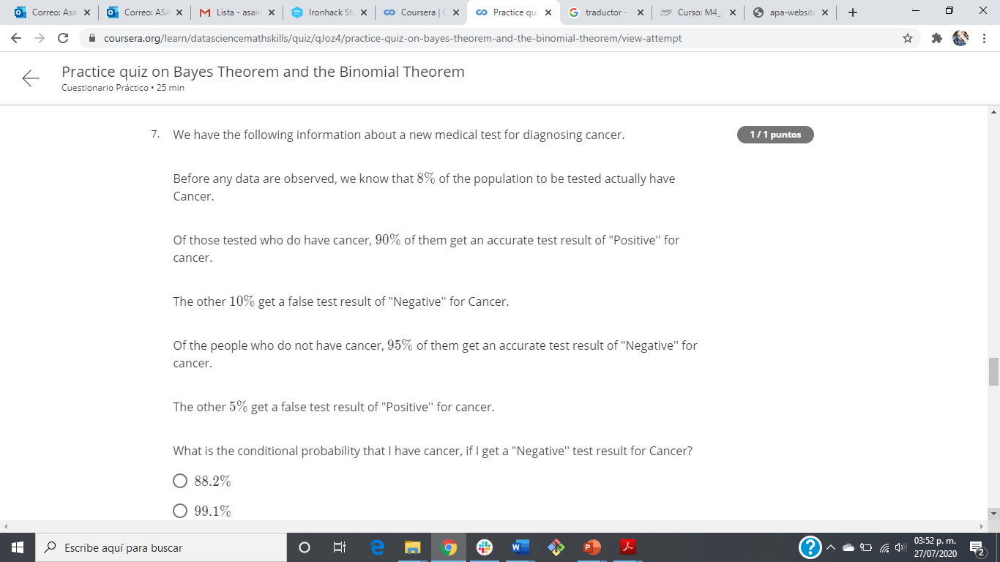 Correo: Asa
Correo: ASA
Lista - asain
Ironhack St
Coursera | C
Practice qu
traductor -
Curso: M4_
apa-website
coursera.org/learn/datasciencemathskills/quiz/qJoz4/practice-quiz-on-bayes-theorem-and-the-binomial-theorem/view-attempt
Practice quiz on Bayes Theorem and the Binomial Theorem
Cuestionario Práctico • 25 min
7. We have the following information about a new medical test for diagnosing cancer.
1 / 1 puntos
Before any data are observed, we know that 8% of the population to be tested actually have
Cancer.
Of those tested who do have cancer, 90% of them get an accurate test result of "Positive" for
cancer.
The other 10% get a false test result of "Negative" for Cancer.
Of the people who do not have cancer, 95% of them get an accurate test result of "Negative" for
cancer.
The other 5% get a false test result of "Positive" for cancer.
What is the conditional probability that I have cancer, if I get a "Negative" test result for Cancer?
88.2%
99.1%
Escribe aquí para buscar
03:52 p. m.
27/07/2020
2